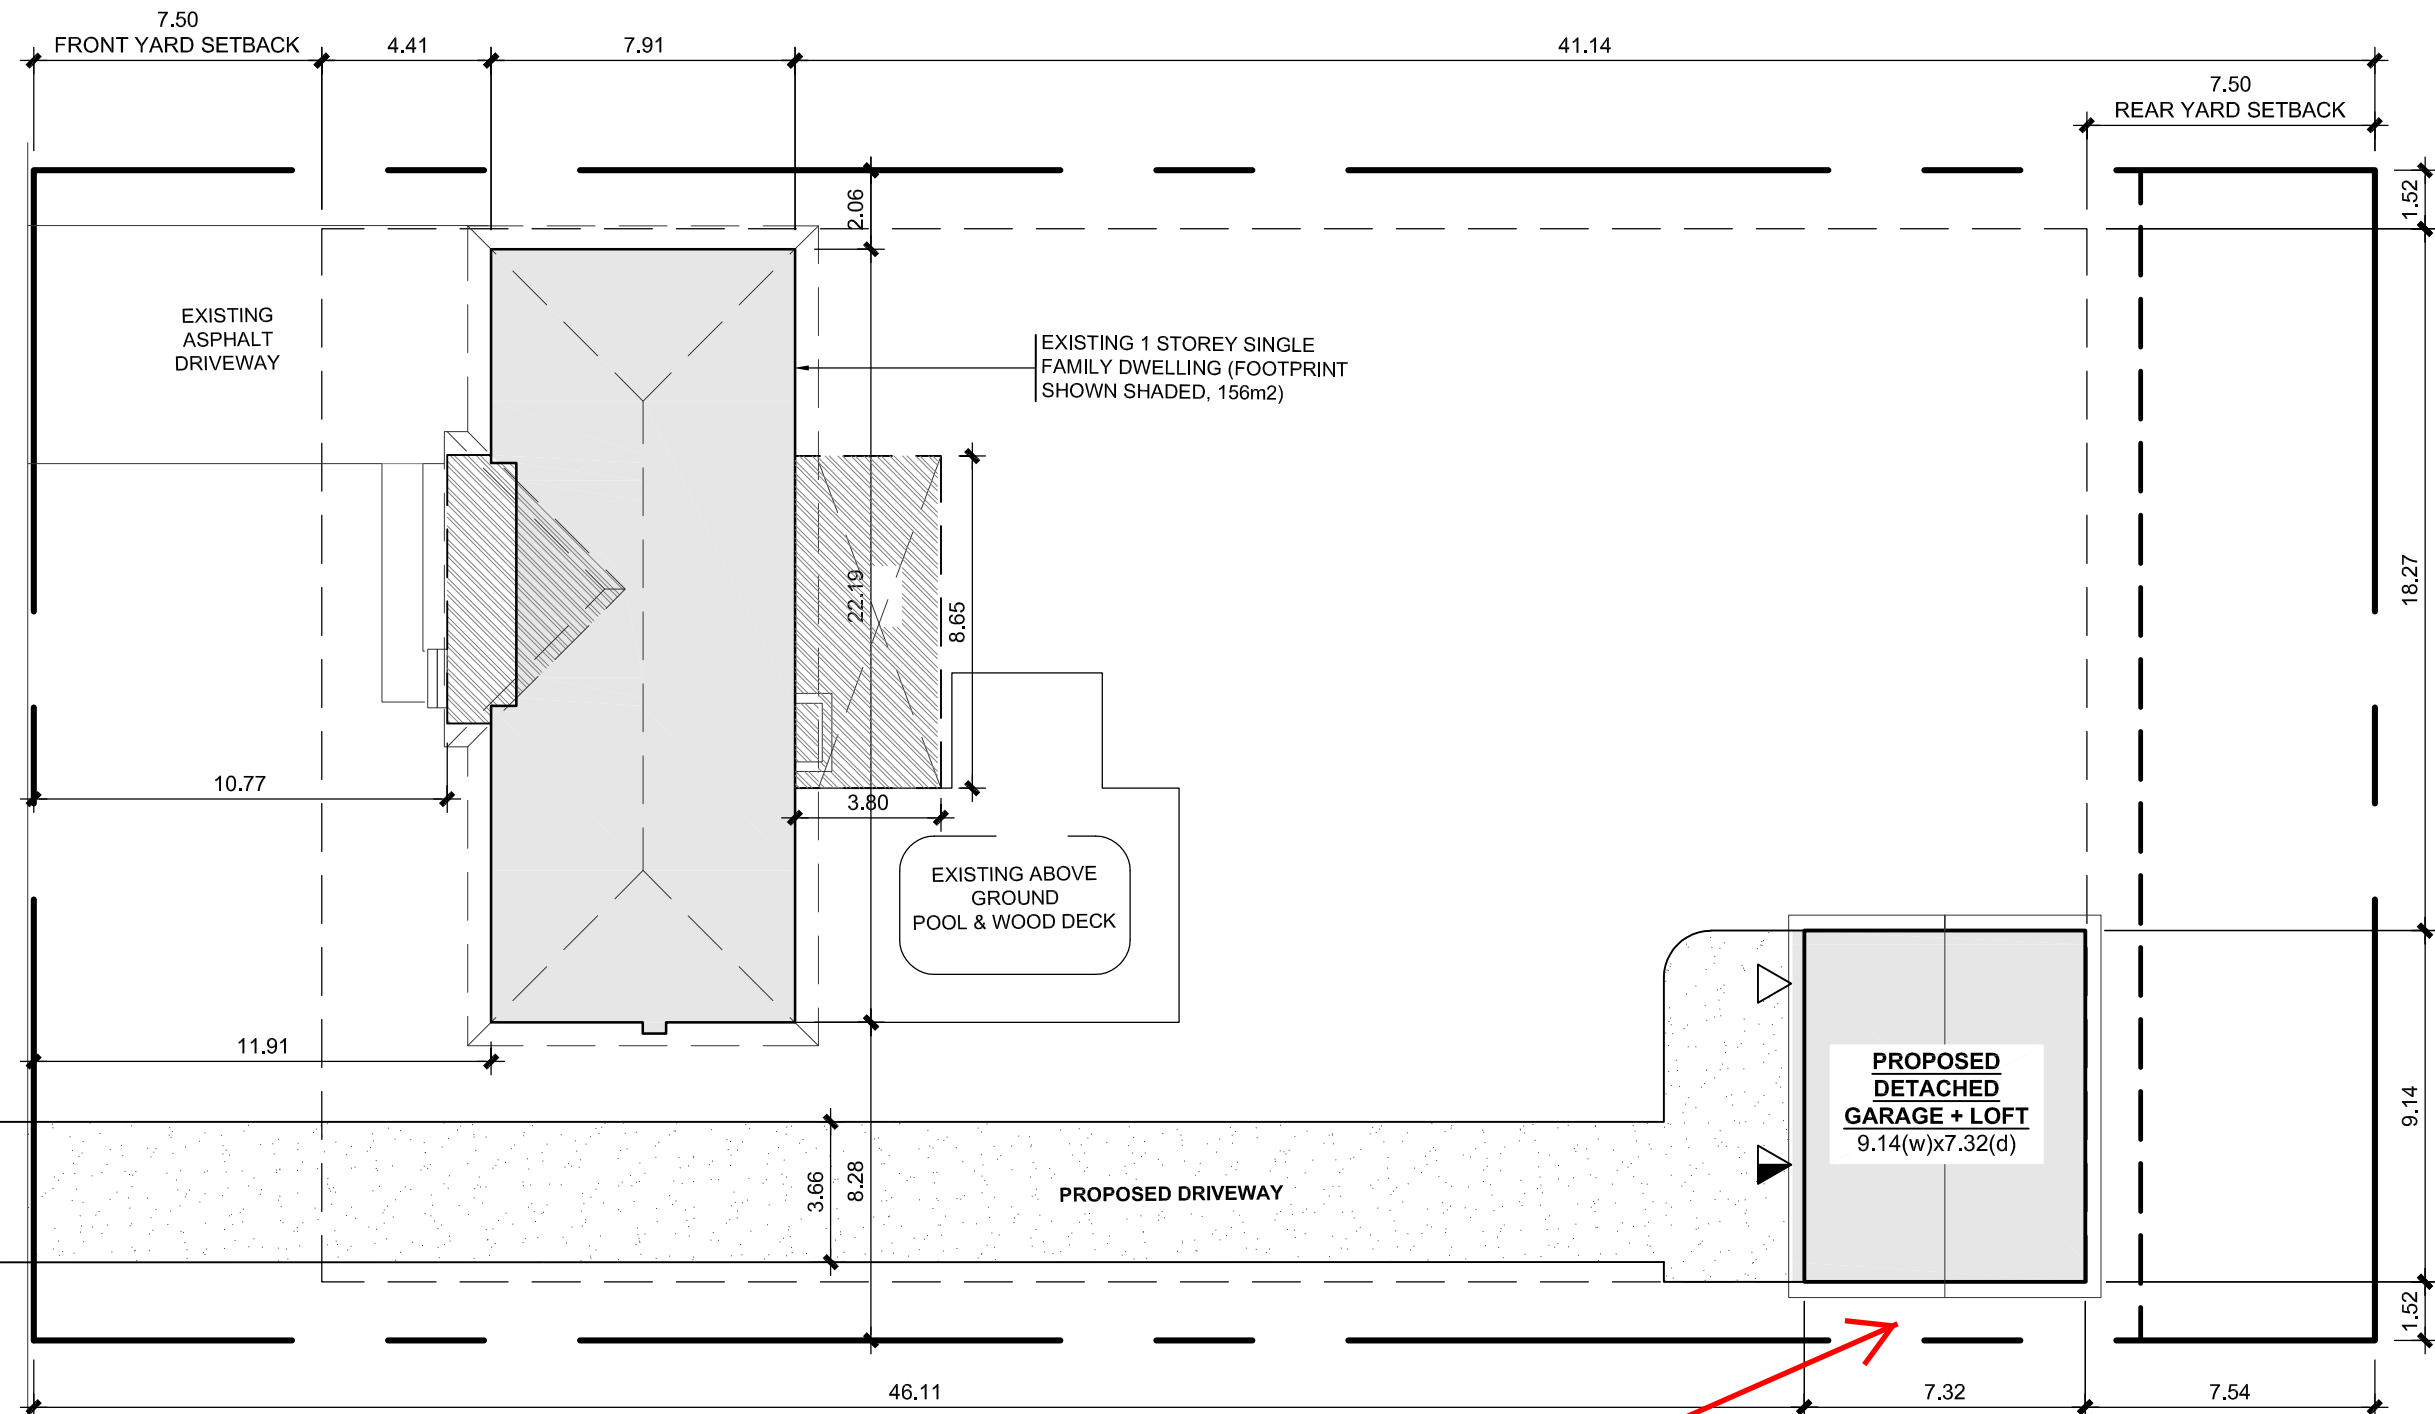 7.50
FRONT YARD SETBACK
4.41
7.91
41.14
7.50
REAR YARD SETBACK
2.06
1.52
EXISTING
ASPHALT
DRIVEWAY
EXISTING 1 STOREY SINGLE
FAMILY DWELLING (FOOTPRINT
SHOWN SHADED, 156m2)
22.19
8.65
18.27
10.77
3.80
EXISTING ABOVE
GROUND
POOL & WOOD DECK
11.91
PROPOSED
DETACHED
GARAGE + LOFT
9.14(w)x7.32(d)
9.14
3.66
8.28
PROPOSED DRIVEWAY
1.52
46.11
7.32
7.54